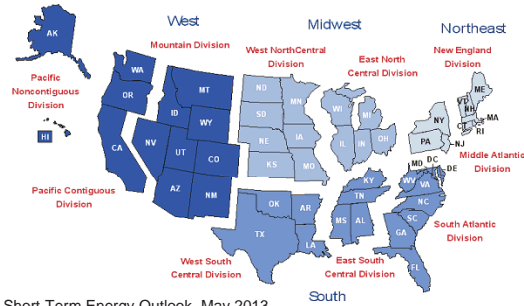 West
Midwest
Northeast
Mountain Division
West NorthCentral
Division
East North
Central Division
New England
Division
Pacific
Noncontiguous
Division
Pacific Contiguous
Division
Middle Atlantic
Division
South Atlantic
Division
West South
Central Division
East South
Central Division
South
AK
HI
WA
OR
CA
MT
ID
WY
NV
UT
CO
AZ
NM
ND
SD
NE
KS
MN
IA
MO
WI
MI
IL
IN
OH
ME
VT
NH
MA
RI
CT
NY
PA
NJ
OK
TX
AR
LA
KY
TN
MS
AL
MD
DC
DE
WV
VA
NC
SC
GA
FL
Short-Term Energy Outlook, May 2013